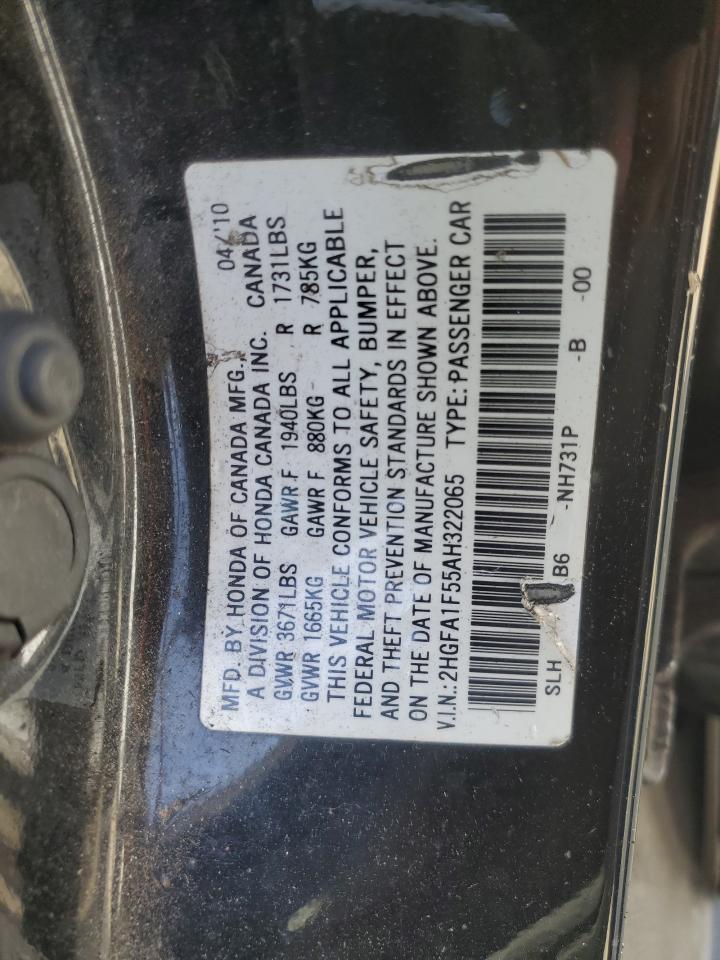 MFD. BY HONDA OF CANADA MFG., 04/'10
A DIVISION OF HONDA CANADA INC. CANADA
GVWR 3671LBS GAWR F 1940LBS R 1731LBS
GVWR 1665KG GAWR F 880KG R 785KG
THIS VEHICLE CONFORMS TO ALL APPLICABLE
FEDERAL MOTOR VEHICLE SAFETY, BUMPER,
AND THEFT PREVENTION STANDARDS IN EFFECT
ON THE DATE OF MANUFACTURE SHOWN ABOVE.
V.I.N.: 2HGFA1F55AH322065 TYPE: PASSENGER CAR
SLH B6 -NH731P -B -00